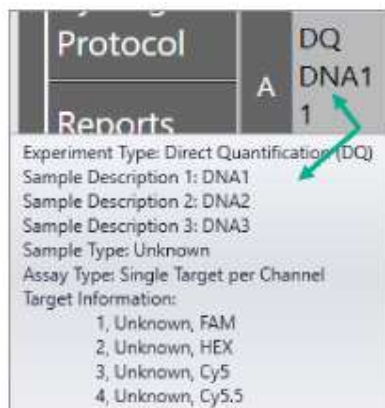 Protocol
Reports
A
DQ
DNA1
1
Experiment Type: Direct Quantification (DQ)
Sample Description 1: DNA1
Sample Description 2: DNA2
Sample Description 3: DNA3
Sample Type: Unknown
Assay Type: Single Target per Channel
Target Information:
1, Unknown, FAM
2, Unknown, HEX
3, Unknown, Cy5
4, Unknown, Cy5.5